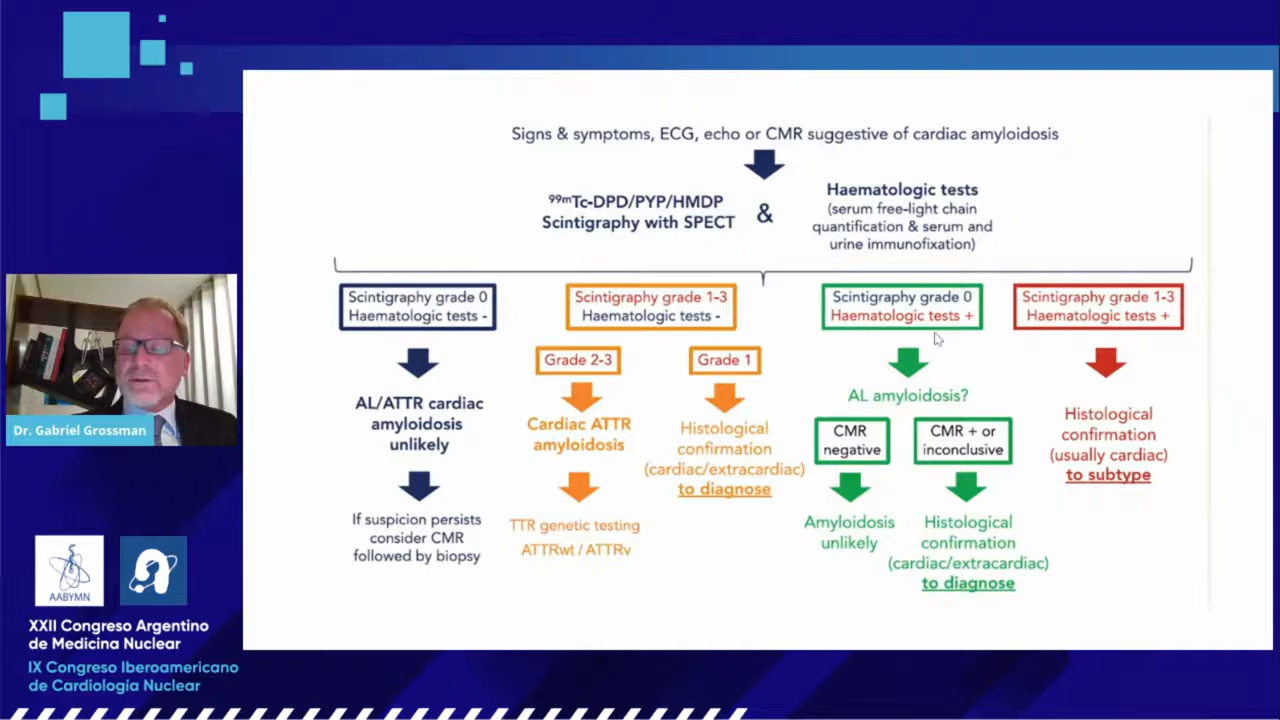 Signs & symptoms, ECG, echo or CMR suggestive of cardiac amyloidosis
99mTc-DPD/PYP/HMDP
Scintigraphy with SPECT
&
Haematologic tests
(serum free-light chain
quantification & serum and
urine immunofixation)
Scintigraphy grade 0
Haematologic tests -
AL/ATTR cardiac
amyloidosis
unlikely
If suspicion persists
consider CMR
followed by biopsy
Scintigraphy grade 1-3
Haematologic tests -
Grade 2-3
Cardiac ATTR
amyloidosis
TTR genetic testing
ATTRwt / ATTRv
Grade 1
Histological
confirmation
(cardiac/extracardiac)
to diagnose
Scintigraphy grade 0
Haematologic tests +
AL amyloidosis?
CMR
negative
Amyloidosis
unlikely
CMR + or
inconclusive
Histological
confirmation
(cardiac/extracardiac)
to diagnose
Scintigraphy grade 1-3
Haematologic tests +
Histological
confirmation
(usually cardiac)
to subtype
Dr. Gabriel Grossman
AABYMN
XXII Congreso Argentino
de Medicina Nuclear
IX Congreso Iberoamericano
de Cardiología Nuclear